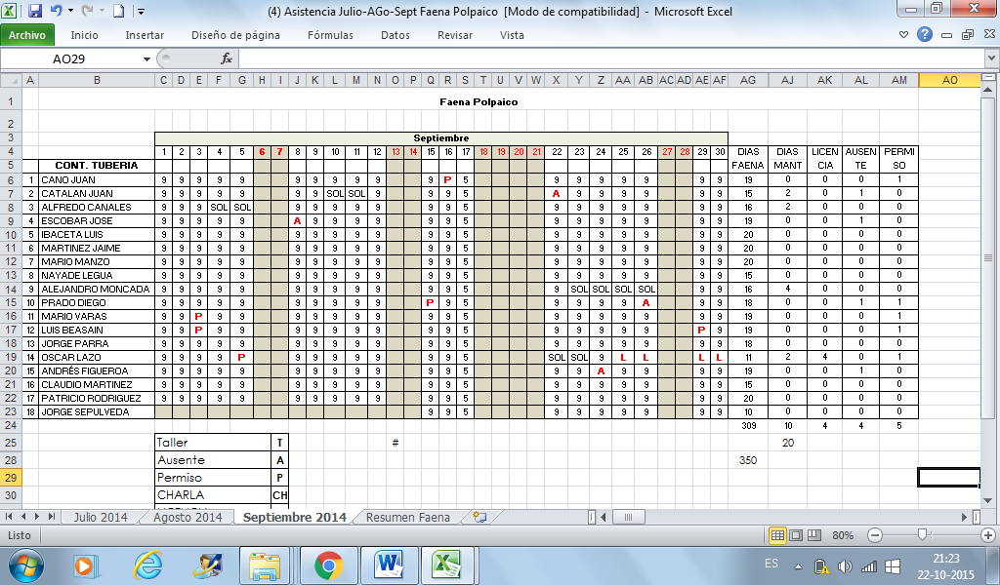 (4) Asistencia Julio-AGo-Sept Faena Polpaico [Modo de compatibilidad] - Microsoft Excel
Archivo Inicio Insertar Diseño de página Fórmulas Datos Revisar Vista
AO29 fx
A B C D E F G H I J K L M N O P Q R S T U V W X Y Z AA AB AC AD AE AF AG AJ AK AL AM AO
1 Faena Polpaico
2
3 Septiembre
4 1 2 3 4 5 6 7 8 9 10 11 12 13 14 15 16 17 18 19 20 21 22 23 24 25 26 27 28 29 30 DIAS DIAS LICEN AUSEN PERMI
5 CONT. TUBERIA FAENA MANT CIA TE SO
6 1 CANO JUAN 9 9 9 9 9 9 9 9 9 9 9 P 5 9 9 9 9 9 9 9 19 0 0 0 1
7 2 CATALAN JUAN 9 9 9 9 9 9 9 SOL SOL 9 9 9 5 A 9 9 9 9 9 9 15 2 0 1 0
8 3 ALFREDO CANALES 9 9 9 SOL SOL 9 9 9 9 9 9 9 5 9 9 9 9 9 9 9 16 2 0 0 0
9 4 ESCOBAR JOSE 9 9 9 9 9 A 9 9 9 9 9 9 5 9 9 9 9 9 9 9 19 0 0 1 0
10 5 IBACETA LUIS 9 9 9 9 9 9 9 9 9 9 9 9 5 9 9 9 9 9 9 9 20 0 0 0 0
11 6 MARTINEZ JAIME 9 9 9 9 9 9 9 9 9 9 9 9 5 9 9 9 9 9 9 9 20 0 0 0 0
12 7 MARIO MANZO 9 9 9 9 9 9 9 9 9 9 9 9 5 9 9 9 9 9 9 9 20 0 0 0 0
13 8 NAYADE LEGUA 9 9 9 9 9 9 9 9 9 9 9 9 5 9 9 9 9 9 9 9 15 0 0 0 0
14 9 ALEJANDRO MONCADA 9 9 9 9 9 9 9 9 9 9 9 9 5 9 SOL SOL SOL SOL 9 9 16 4 0 0 0
15 10 PRADO DIEGO 9 9 9 9 9 9 9 9 9 9 P 9 5 9 9 9 9 A 9 9 18 0 0 1 1
16 11 MARIO VARAS 9 9 P 9 9 9 9 9 9 9 9 9 5 9 9 9 9 9 9 9 19 0 0 0 1
17 12 LUIS BEASAIN 9 9 P 9 9 9 9 9 9 9 9 9 5 9 9 9 9 9 P 9 19 0 0 0 1
18 13 JORGE PARRA 9 9 9 9 9 9 9 9 9 9 9 9 5 9 9 9 9 9 9 9 18 0 0 0 0
19 14 OSCAR LAZO 9 9 9 9 P 9 9 9 9 9 9 9 5 SOL SOL 9 L L L L 11 2 4 0 1
20 15 ANDRÉS FIGUEROA 9 9 9 9 9 9 9 9 9 9 9 9 5 9 9 A 9 9 9 9 19 0 0 1 0
21 16 CLAUDIO MARTINEZ 9 9 9 9 9 9 9 9 9 9 9 9 5 9 9 9 9 9 9 9 15 0 0 0 0
22 17 PATRICIO RODRIGUEZ 9 9 9 9 9 9 9 9 9 9 9 9 5 9 9 9 9 9 9 9 20 0 0 0 0
23 18 JORGE SEPULVEDA 9 9 5 9 9 9 9 9 9 9 10 0 0 0 0
24 309 10 4 4 5
25 Taller T # 20
28 Ausente A 350
29 Permiso P
30 CHARLA CH
Julio 2014 Agosto 2014 Septiembre 2014 Resumen Faena
Listo 80%
ES 21:23
22-10-2015